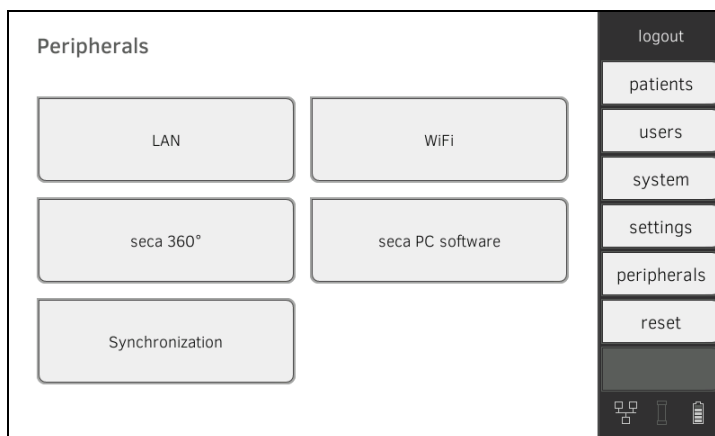 Peripherals
LAN
WiFi
seca 360°
seca PC software
Synchronization
logout
patients
users
system
settings
peripherals
reset